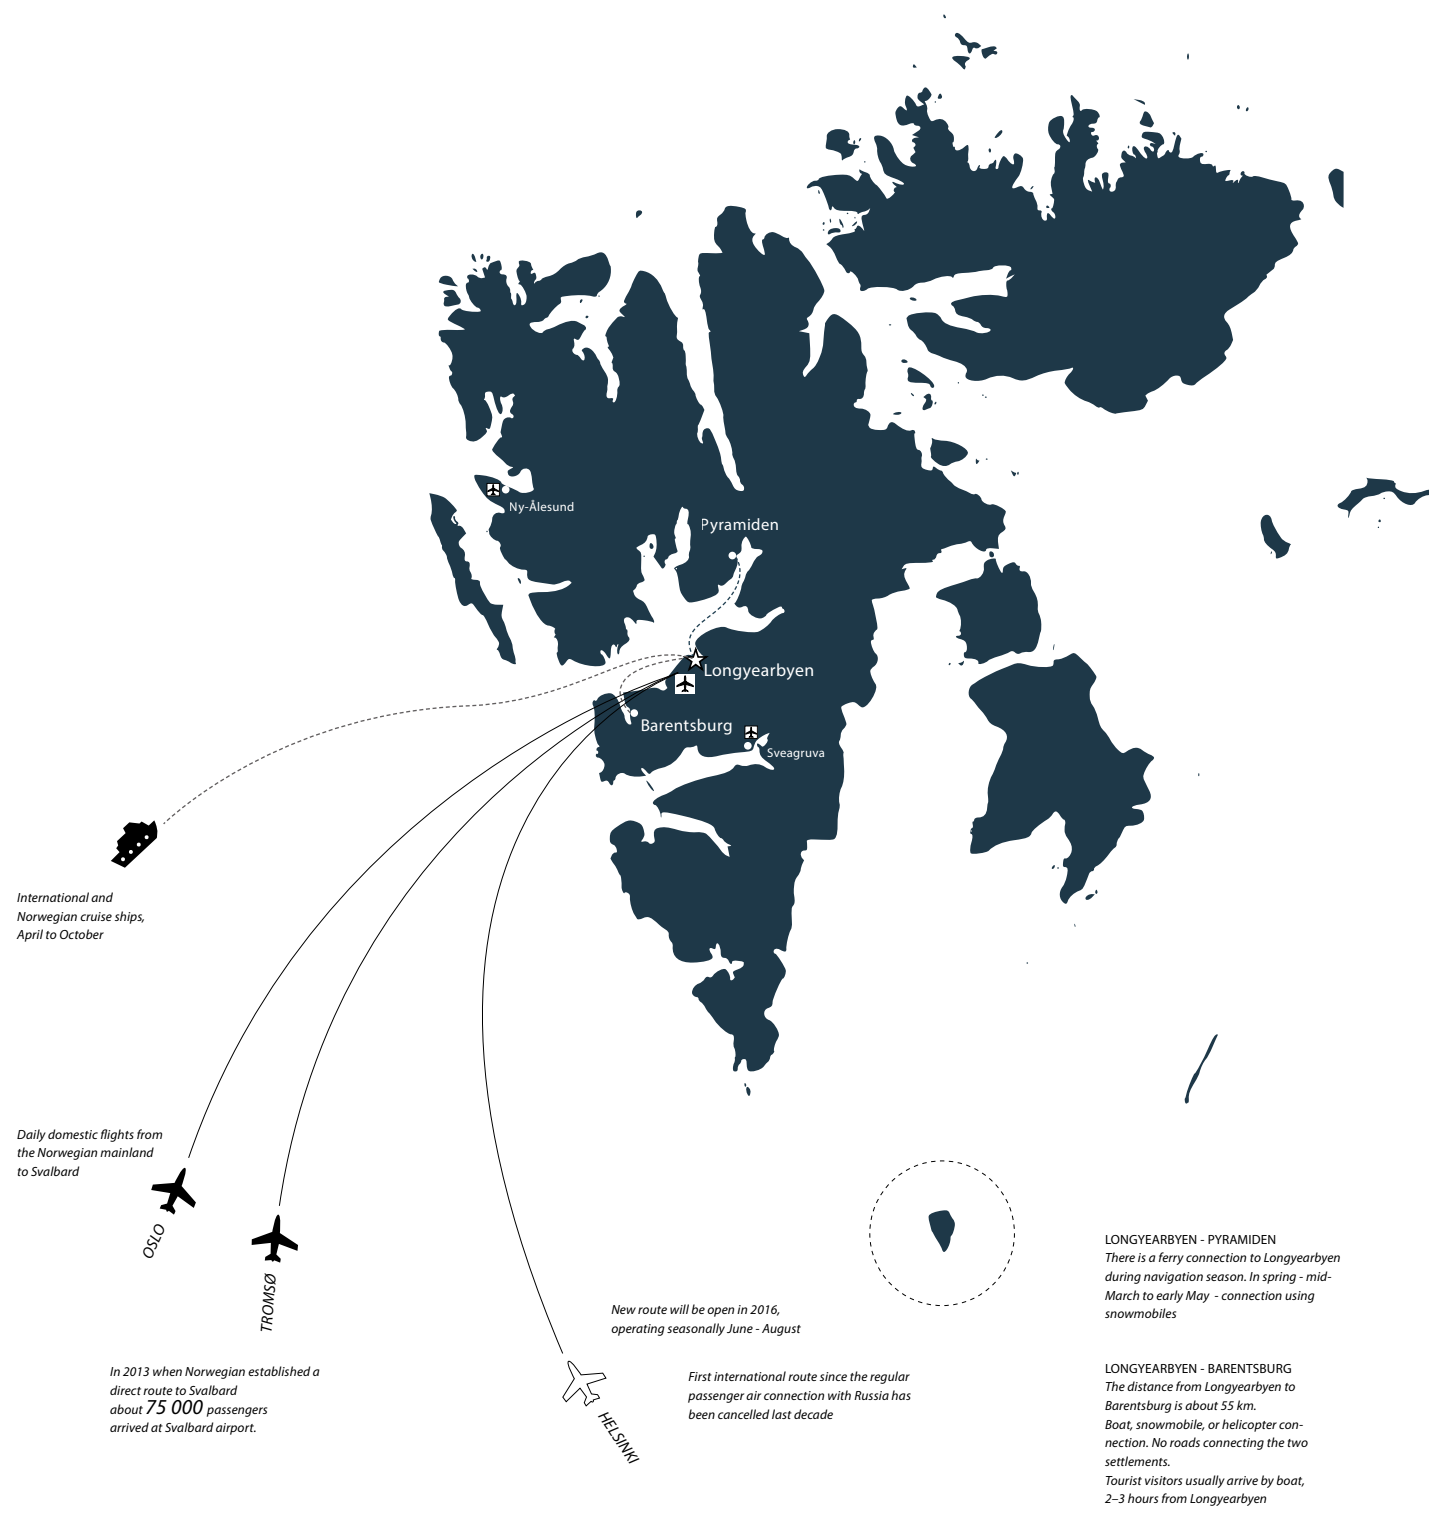 Ny-Ålesund
Pyramiden
Longyearbyen
Barentsburg
Sveagruva
International and
Norwegian cruise ships,
April to October
Daily domestic flights from
the Norwegian mainland
to Svalbard
OSLO
TROMSØ
In 2013 when Norwegian established a
direct route to Svalbard
about 75 000 passengers
arrived at Svalbard airport.
New route will be open in 2016,
operating seasonally June - August
First international route since the regular
passenger air connection with Russia has
been cancelled last decade
HELSINKI
LONGYEARBYEN - PYRAMIDEN
There is a ferry connection to Longyearbyen
during navigation season. In spring - mid-
March to early May - connection using
snowmobiles
LONGYEARBYEN - BARENTSBURG
The distance from Longyearbyen to
Barentsburg is about 55 km.
Boat, snowmobile, or helicopter con-
nection. No roads connecting the two
settlements.
Tourist visitors usually arrive by boat,
2–3 hours from Longyearbyen